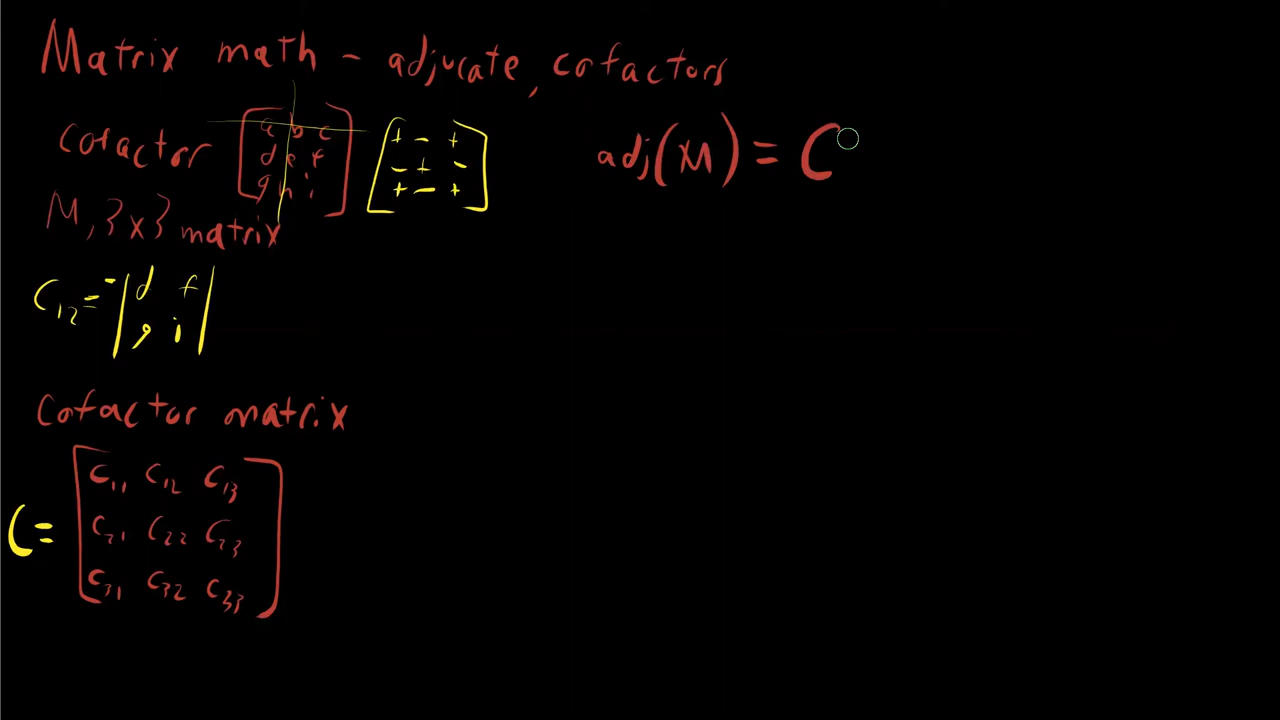 Matrix math - adjucate, cofactors
cofactor [a b c [+ - +
d e f - + -
g h i] + - +]
M, 3x3 matrix
C12 = - |d f
g i|
Cofactor matrix
C = [C11 C12 C13
C21 C22 C23
C31 C32 C33]
adj(M) = C